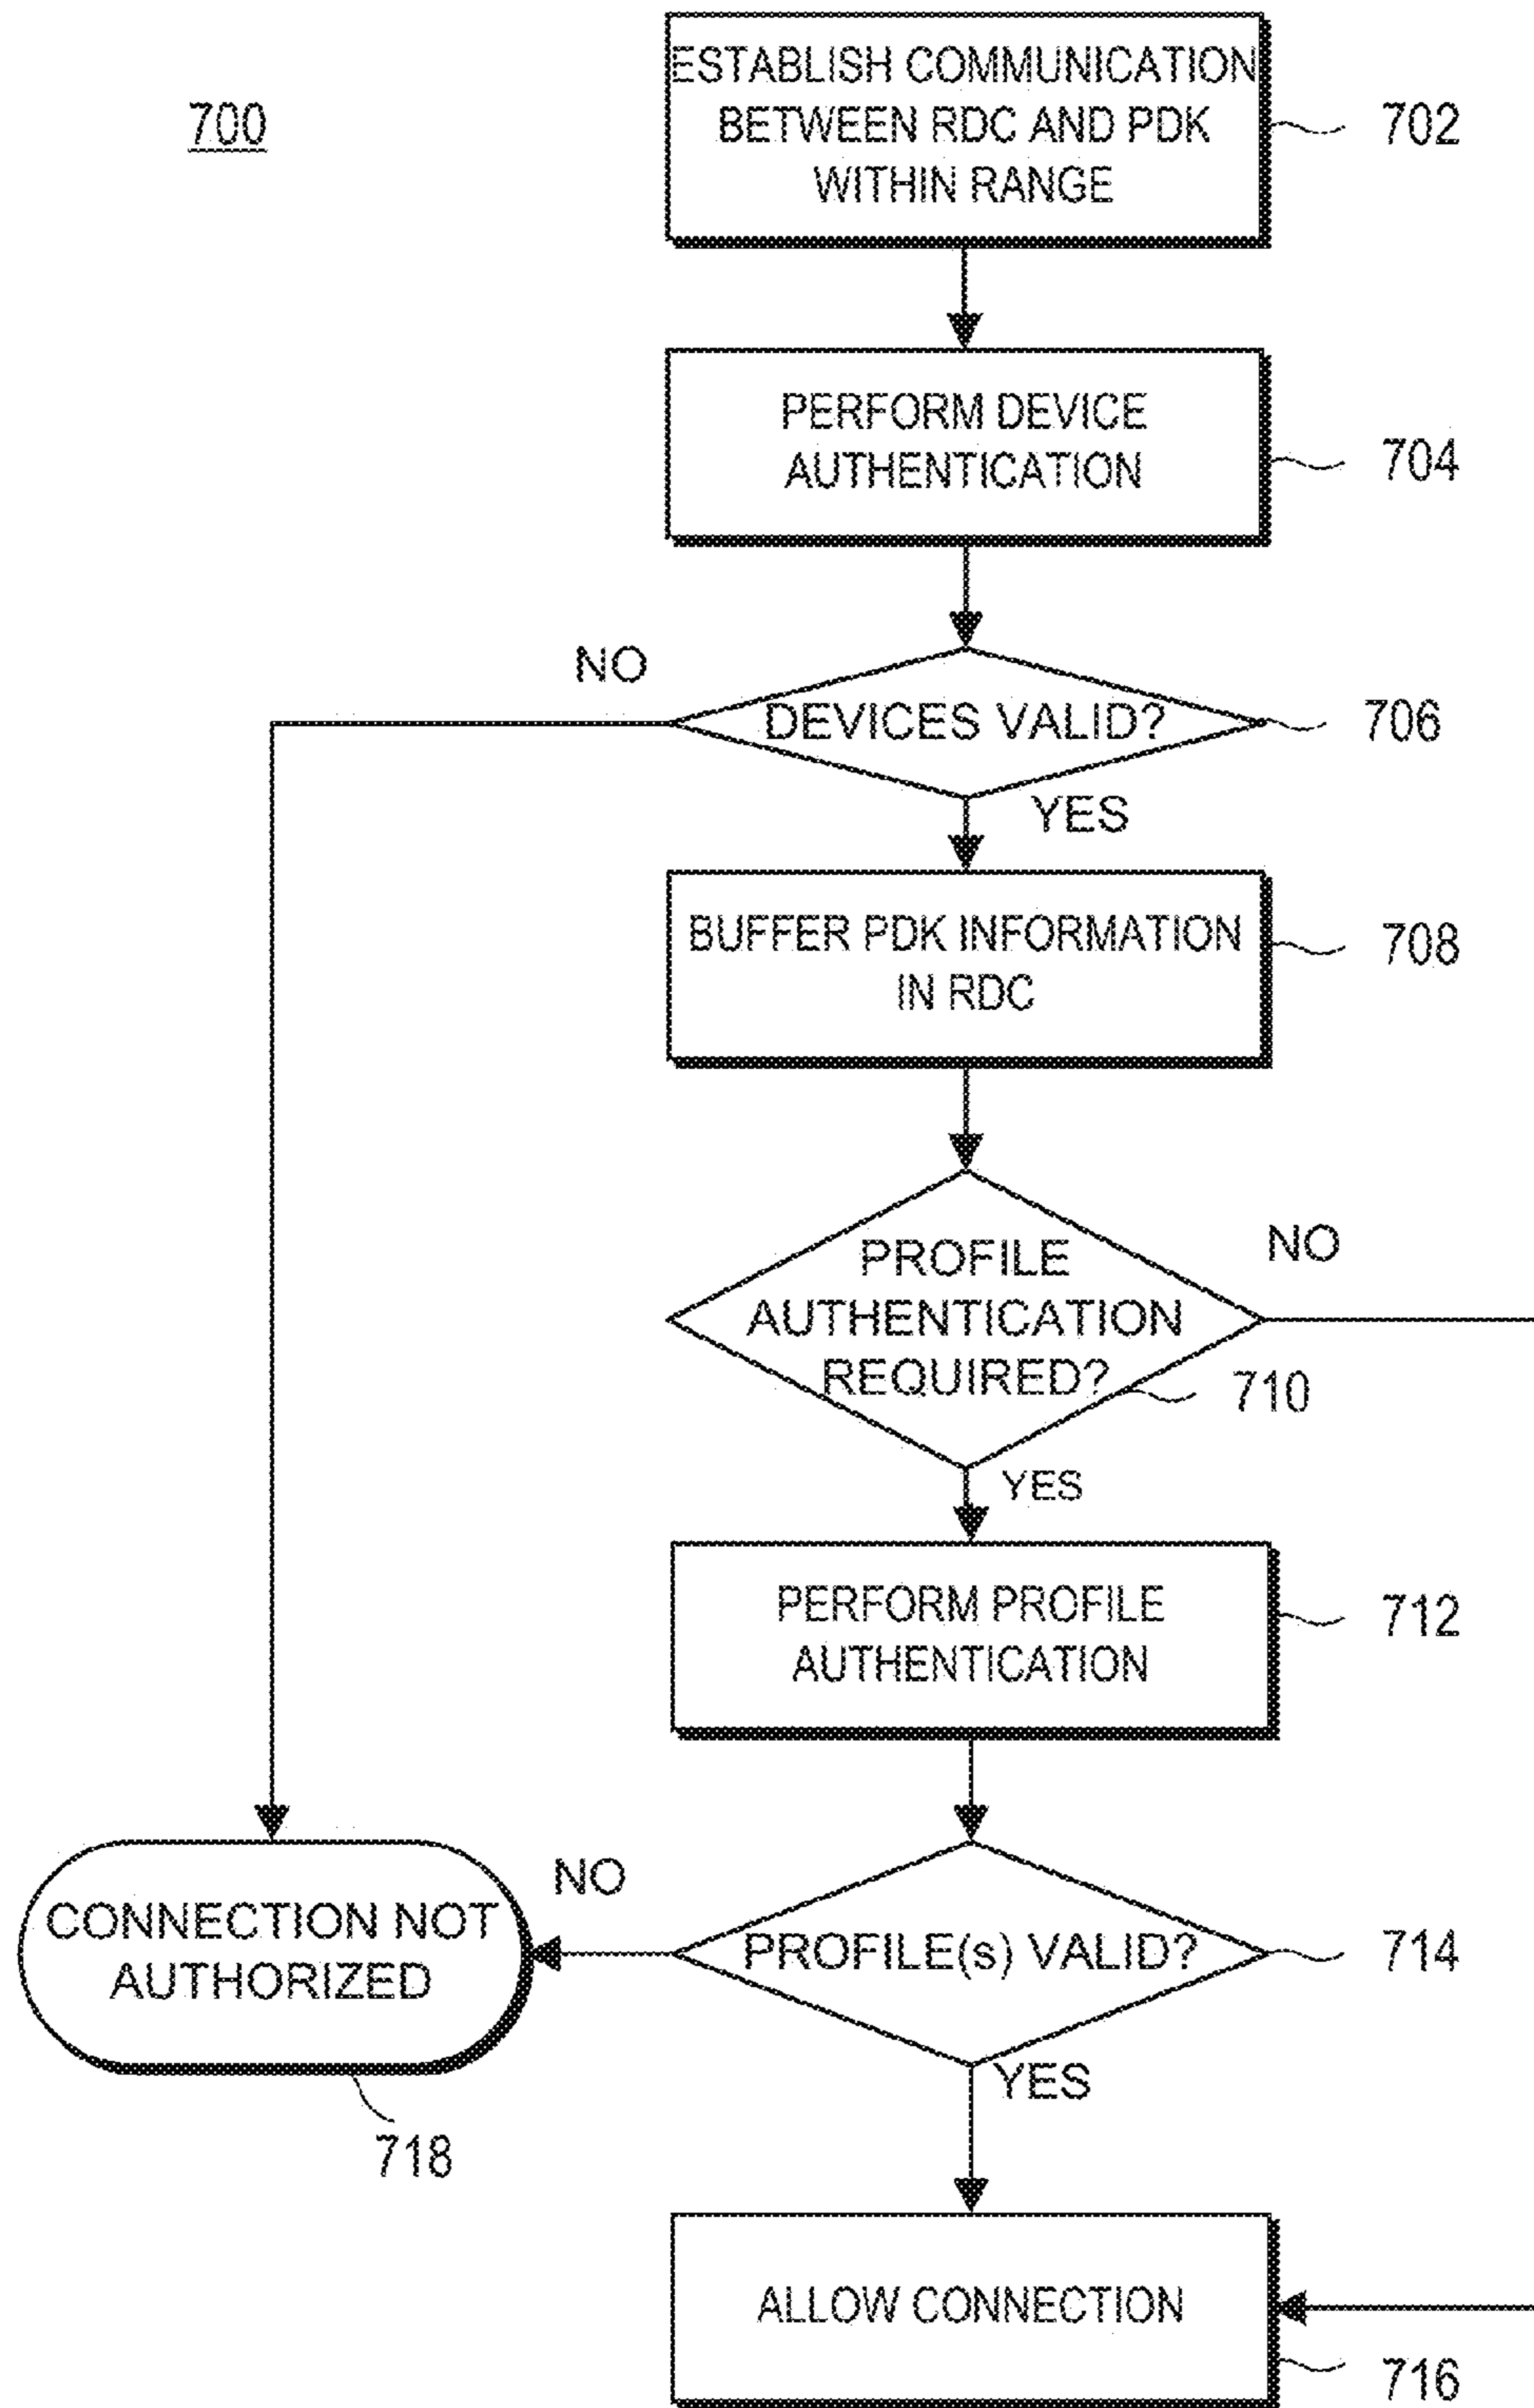 700
ESTABLISH COMMUNICATION
BETWEEN RDC AND PDK
WITHIN RANGE
702
PERFORM DEVICE
AUTHENTICATION
704
NO
DEVICES VALID?
706
YES
BUFFER PDK INFORMATION
IN RDC
708
PROFILE
AUTHENTICATION
REQUIRED?
NO
710
YES
PERFORM PROFILE
AUTHENTICATION
712
CONNECTION NOT
AUTHORIZED
NO
PROFILE(s) VALID?
714
YES
718
ALLOW CONNECTION
716